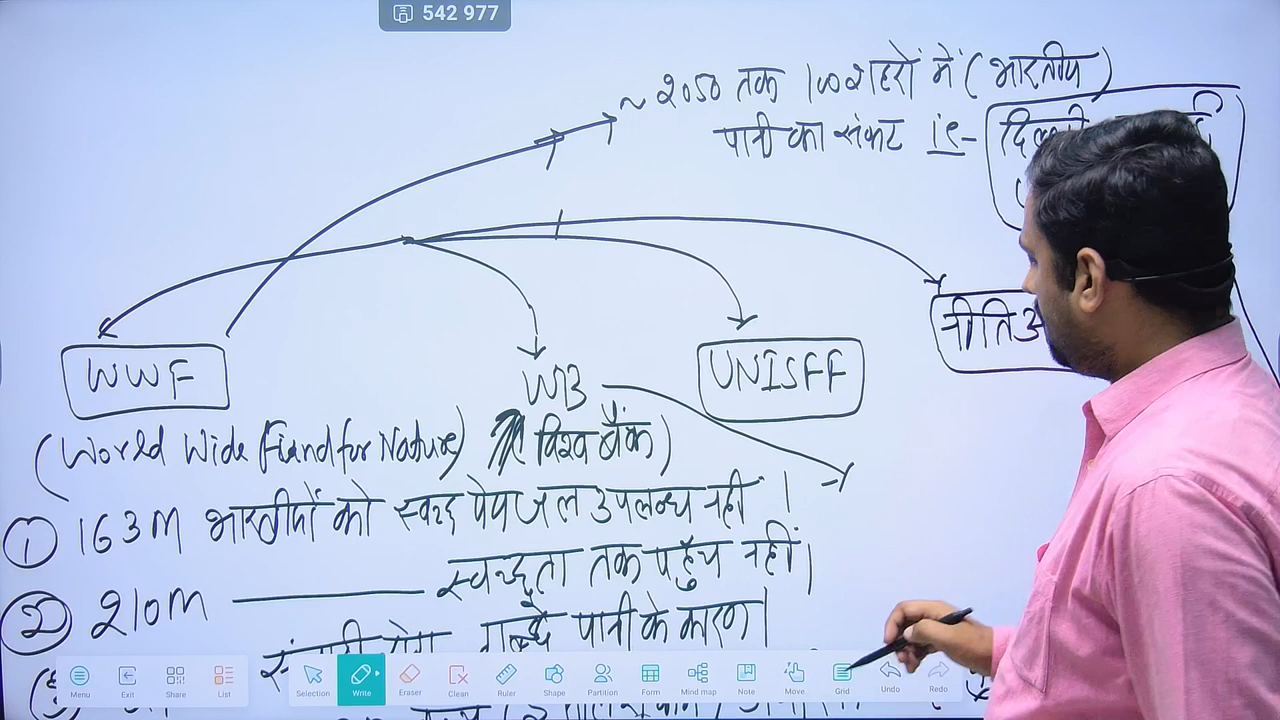 542 977
~ 2050 तक 100 शहरों में (भारतीय)
पानी का संकट
WWF
WB
UNISFF
(World Wide Fund for Nature)
विश्व बैंक)
① 163M भारतीयों को स्वच्छ पेयजल उपलब्ध नहीं ।
② 210M ——— स्वच्छता तक पहुँच नहीं।
गन्दे पानी के कारण।
Menu Exit Share List Selection Write Eraser Clean Ruler Shape Partition Form Mind map Note Move Grid Undo Redo